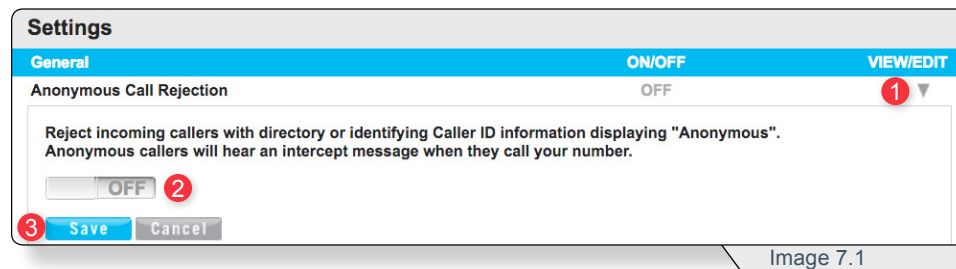 Settings
General ON/OFF VIEW/EDIT
Anonymous Call Rejection OFF 1 ▼
Reject incoming callers with directory or identifying Caller ID information displaying "Anonymous".
Anonymous callers will hear an intercept message when they call your number.
OFF 2
3 Save Cancel
Image 7.1